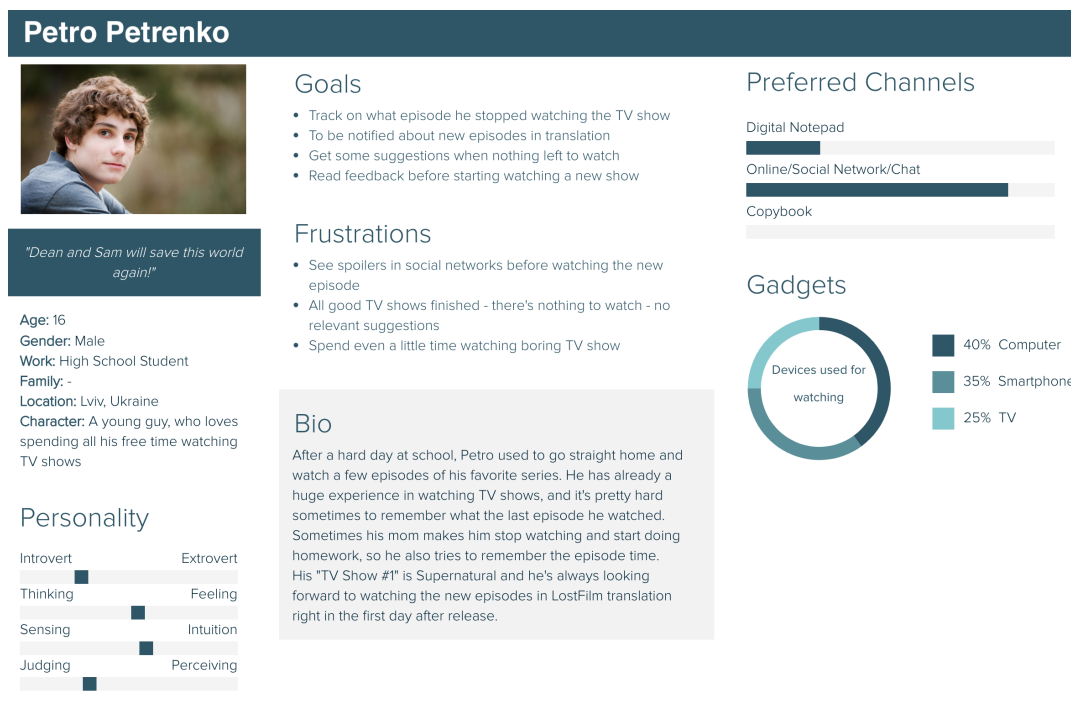 Petro Petrenko
"Dean and Sam will save this world
again!"
Age: 16
Gender: Male
Work: High School Student
Family: -
Location: Lviv, Ukraine
Character: A young guy, who loves
spending all his free time watching
TV shows
Personality
Introvert Extrovert
Thinking Feeling
Sensing Intuition
Judging Perceiving
Goals
• Track on what episode he stopped watching the TV show
• To be notified about new episodes in translation
• Get some suggestions when nothing left to watch
• Read feedback before starting watching a new show
Frustrations
• See spoilers in social networks before watching the new
episode
• All good TV shows finished - there's nothing to watch - no
relevant suggestions
• Spend even a little time watching boring TV show
Bio
After a hard day at school, Petro used to go straight home and
watch a few episodes of his favorite series. He has already a
huge experience in watching TV shows, and it's pretty hard
sometimes to remember what the last episode he watched.
Sometimes his mom makes him stop watching and start doing
homework, so he also tries to remember the episode time.
His "TV Show #1" is Supernatural and he's always looking
forward to watching the new episodes in LostFilm translation
right in the first day after release.
Preferred Channels
Digital Notepad
Online/Social Network/Chat
Copybook
Gadgets
Devices used for
watching
40% Computer
35% Smartphone
25% TV